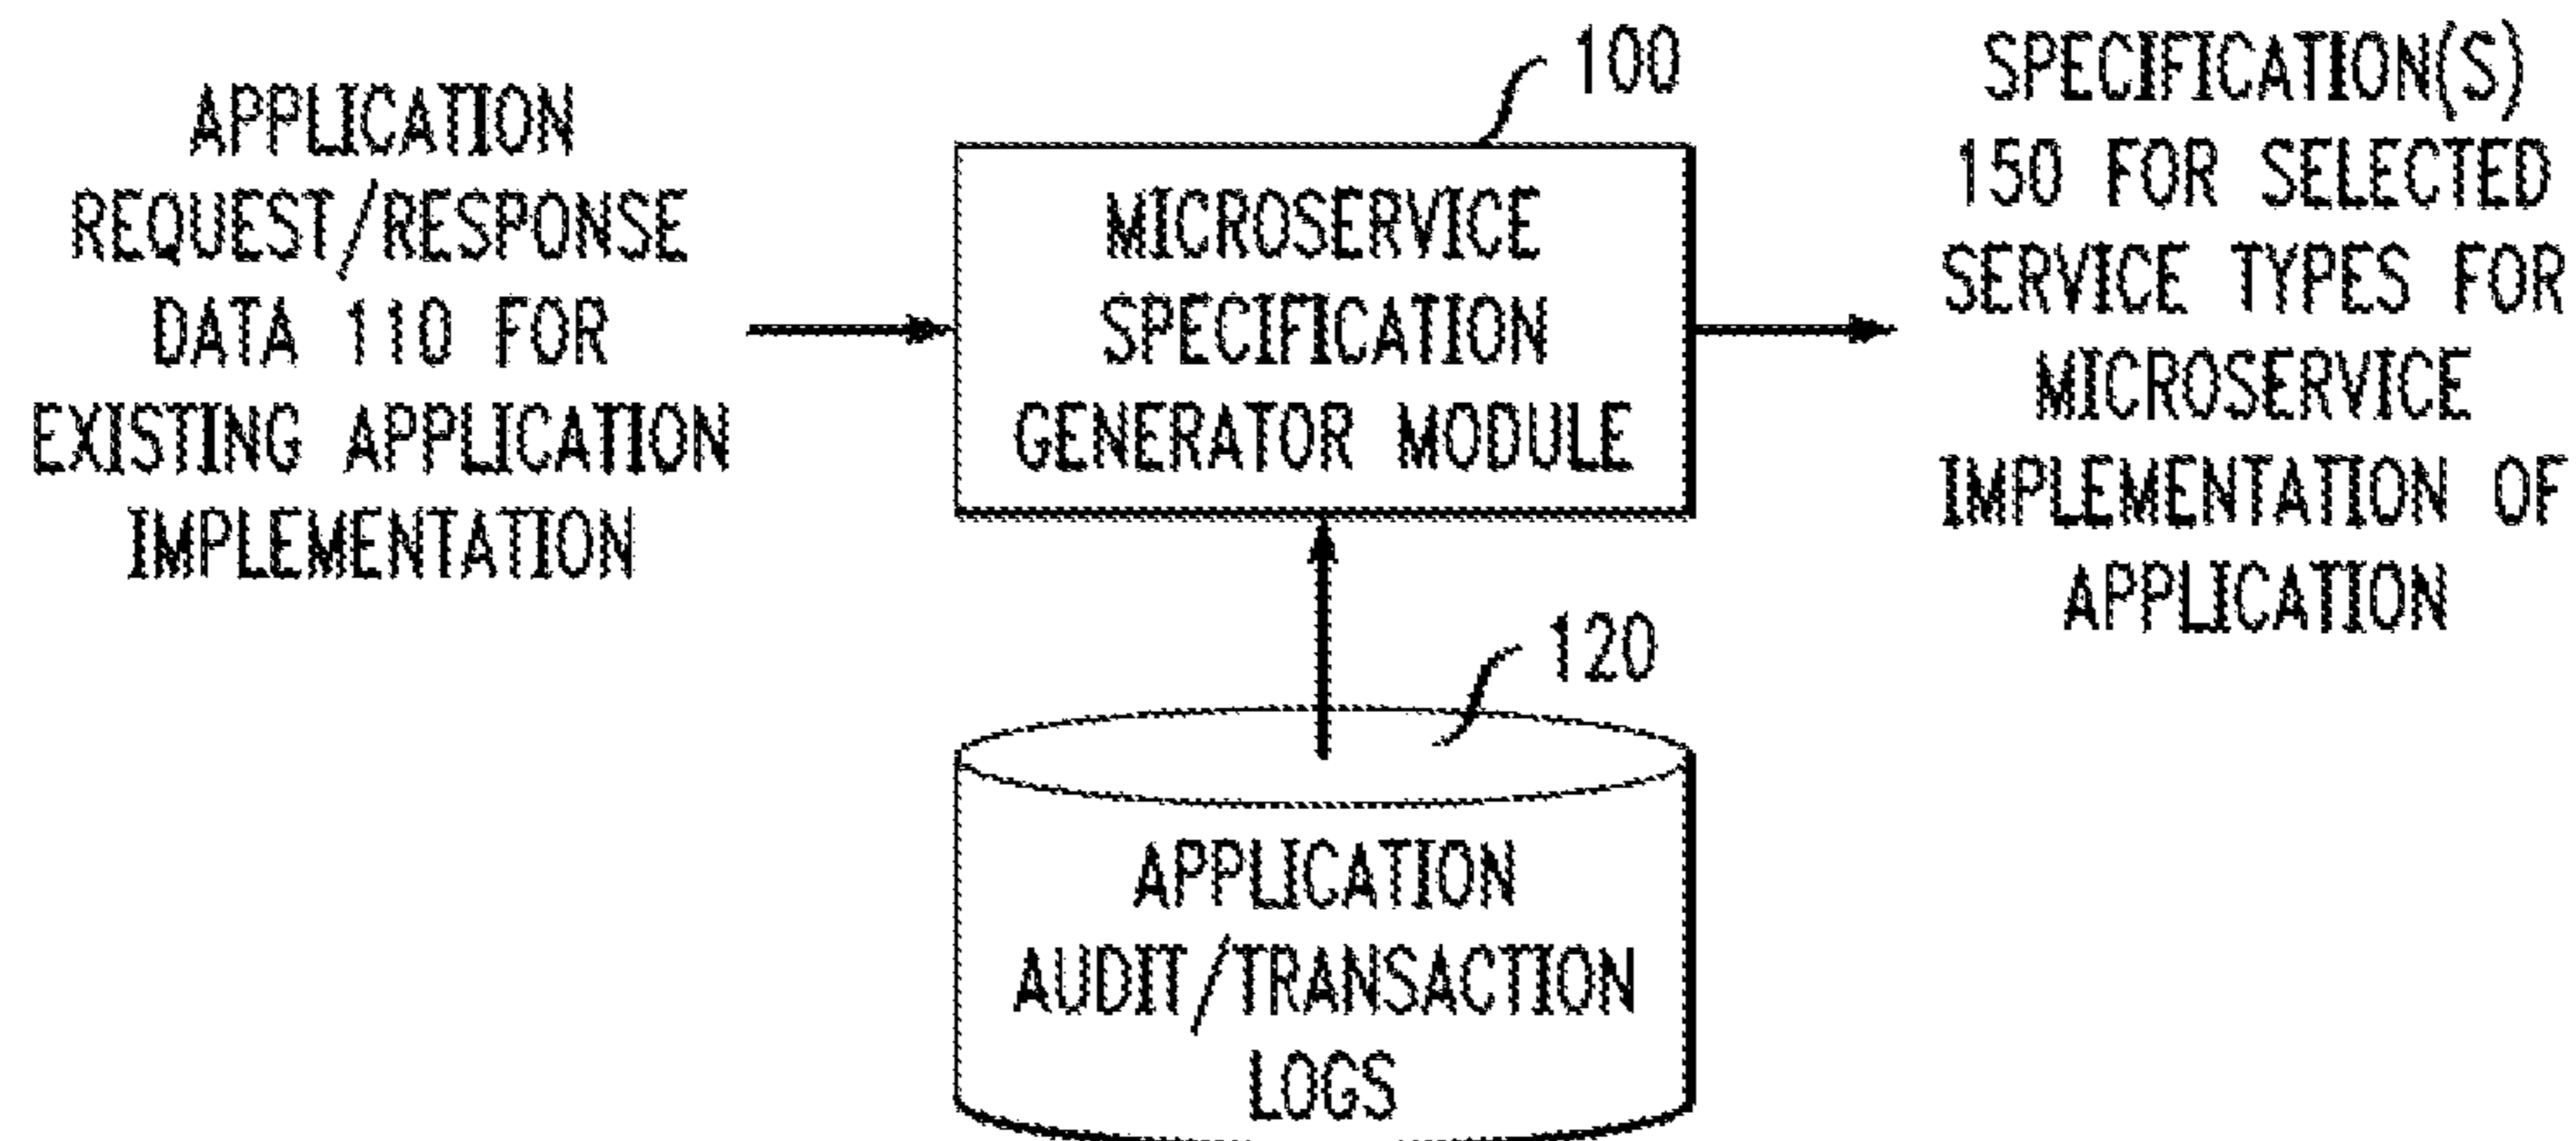 APPLICATION
REQUEST/RESPONSE
DATA 110 FOR
EXISTING APPLICATION
IMPLEMENTATION
100
MICROSERVICE
SPECIFICATION
GENERATOR MODULE
SPECIFICATION(S)
150 FOR SELECTED
SERVICE TYPES FOR
MICROSERVICE
IMPLEMENTATION OF
APPLICATION
120
APPLICATION
AUDIT/TRANSACTION
LOGS